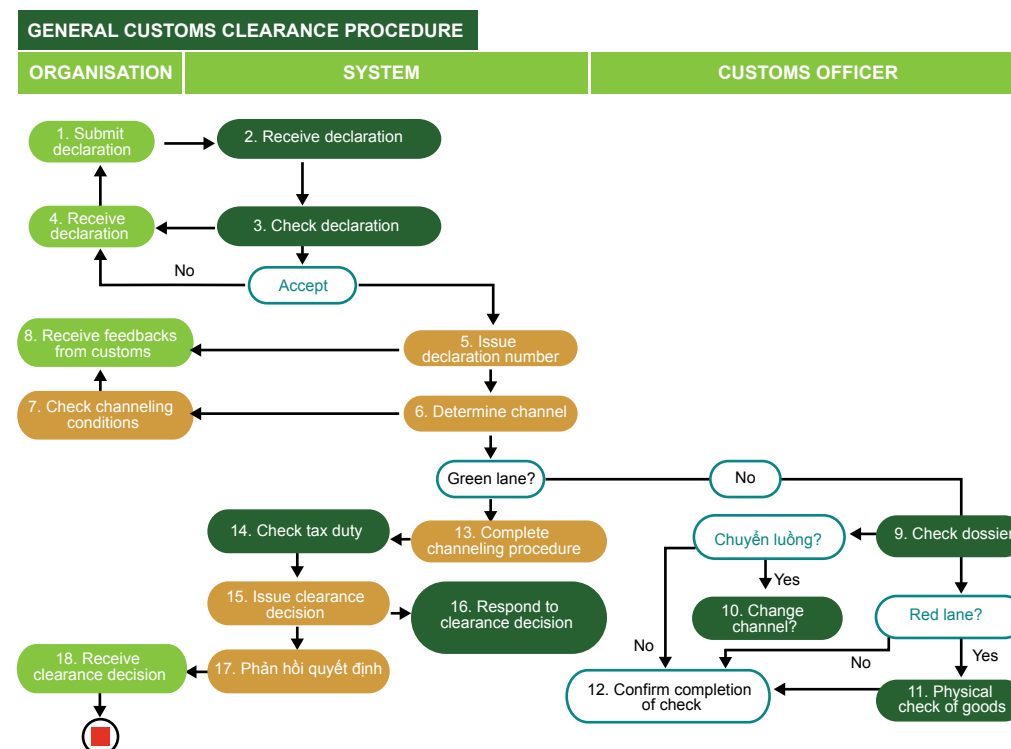 GENERAL CUSTOMS CLEARANCE PROCEDURE
ORGANISATION
SYSTEM
CUSTOMS OFFICER
1. Submit
declaration
2. Receive declaration
4. Receive
declaration
3. Check declaration
No
Accept
8. Receive feedbacks
from customs
5. Issue
declaration number
7. Check channeling
conditions
6. Determine channel
Green lane?
No
14. Check tax duty
13. Complete
channeling procedure
Chuyển luồng?
9. Check dossier
Yes
15. Issue clearance
decision
16. Respond to
clearance decision
10. Change
channel?
Red lane?
No
No
Yes
18. Receive
clearance decision
17. Phản hồi quyết định
12. Confirm completion
of check
11. Physical
check of goods